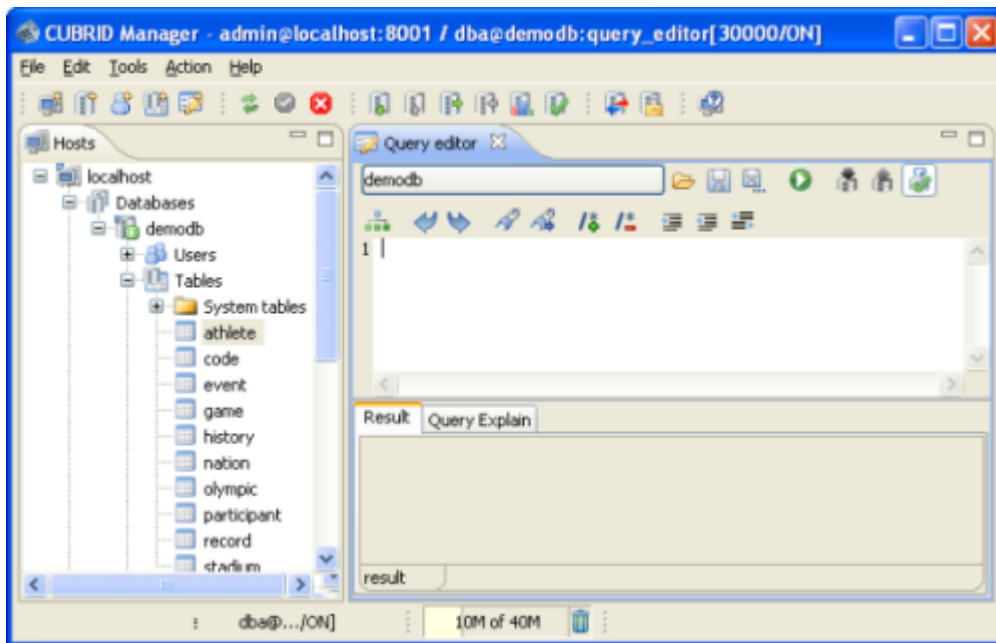 CUBRID Manager - admin@localhost:8001 / dba@demodb:query_editor[30000/ON]
File Edit Tools Action Help
Hosts
localhost
Databases
demodb
Users
Tables
System tables
athlete
code
event
game
history
nation
olympic
participant
record
stadium
Query editor
demodb
1
Result Query Explain
result
dba@.../ON]
10M of 40M